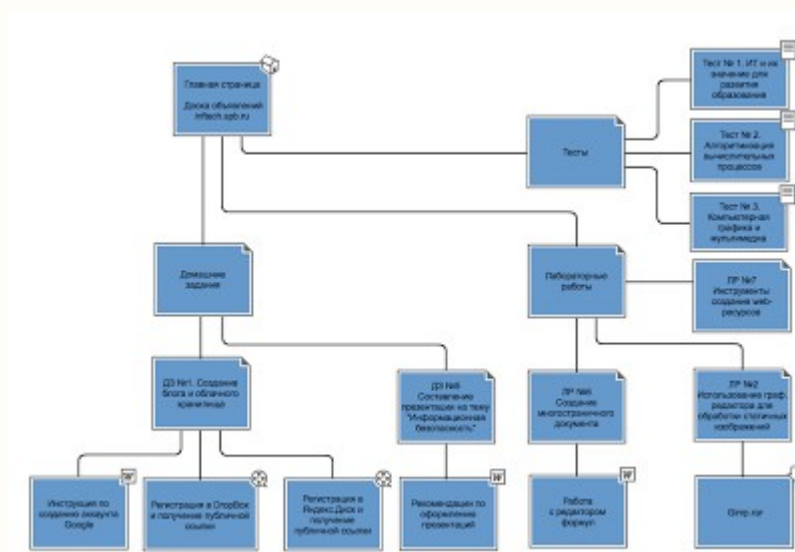 Главная страница
Доска объявлений
inftech.spb.ru
Тест № 1. ИТ и их
значение для
развития
образования
Тесты
Тест № 2.
Алгоритмизация
вычислительных
процессов
Тест № 3.
Компьютерная
графика и
мультимедиа
Домашние
задания
Лабораторные
работы
ЛР №7
Инструменты
создания web-
ресурсов
ДЗ №1. Создание
блога и облачного
хранилища
ДЗ №5
Составление
презентации на тему
"Информационная
безопасность"
ЛР №6
Создание
многостраничного
документа
ЛР №2
Использование граф.
редактора для
обработки статичных
изображений
Инструкция по
созданию аккаунта
Google
Регистрация в DropBox
и получение публичной
ссылки
Регистрация в
Яндекс.Диск и
получение
публичной ссылки
Рекомендации по
оформлению
презентаций
Работа
с редактором
формул
Gimp.rar
W
W
W